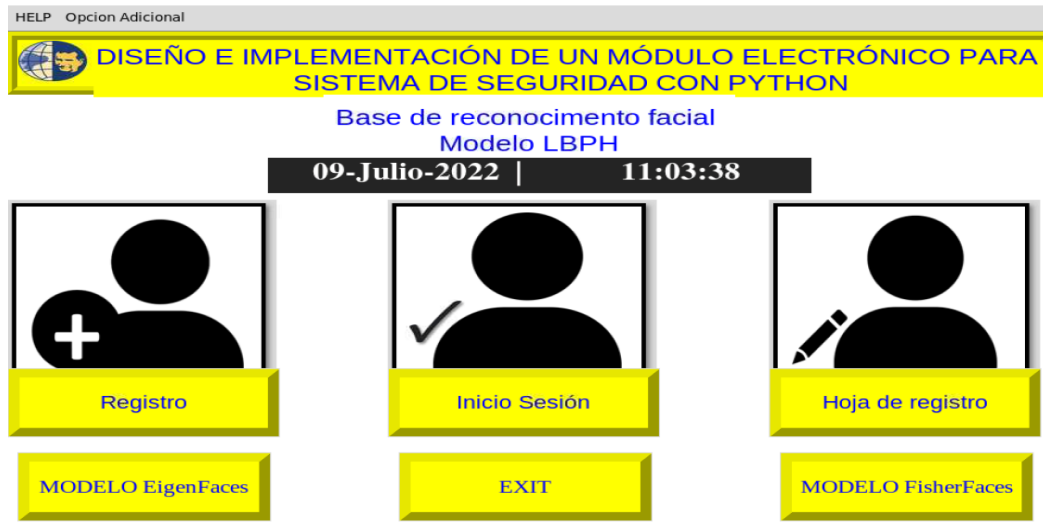 HELP Opcion Adicional
DISEÑO E IMPLEMENTACIÓN DE UN MÓDULO ELECTRÓNICO PARA
SISTEMA DE SEGURIDAD CON PYTHON
Base de reconocimento facial
Modelo LBPH
09-Julio-2022 | 11:03:38
Registro
Inicio Sesión
Hoja de registro
MODELO EigenFaces
EXIT
MODELO FisherFaces